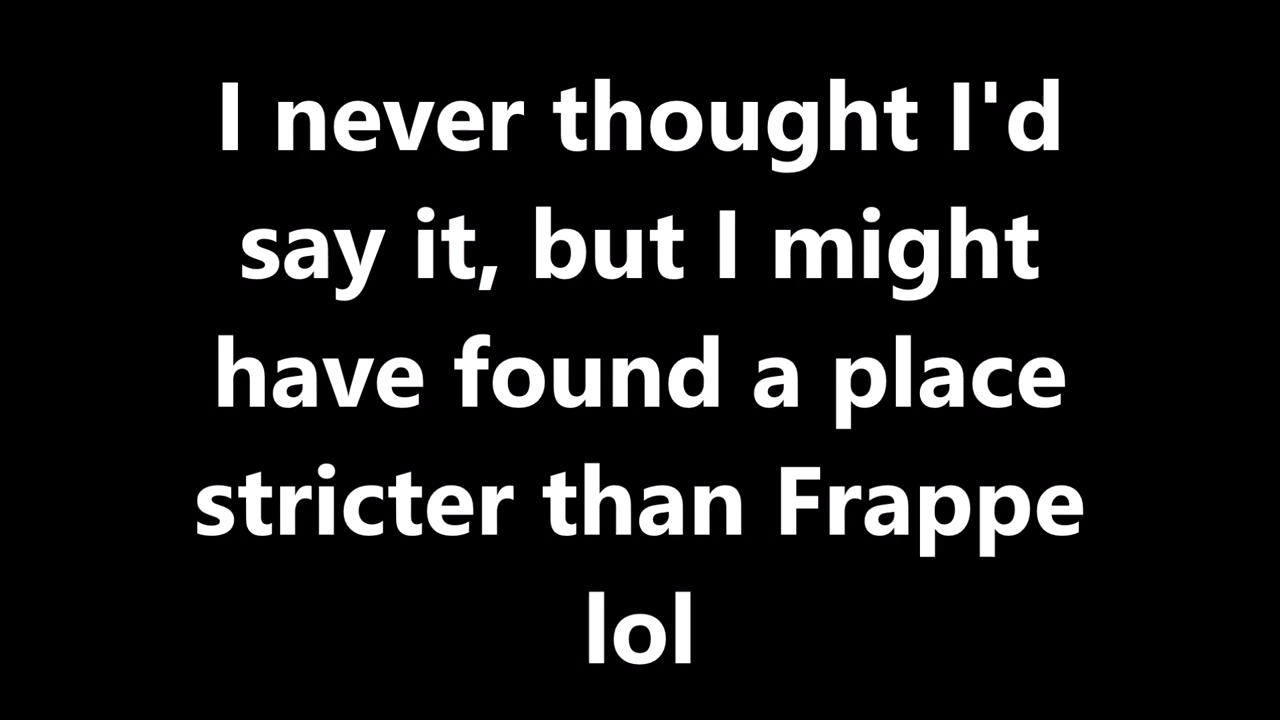 I never thought I'd
say it, but I might
have found a place
stricter than Frappe
lol